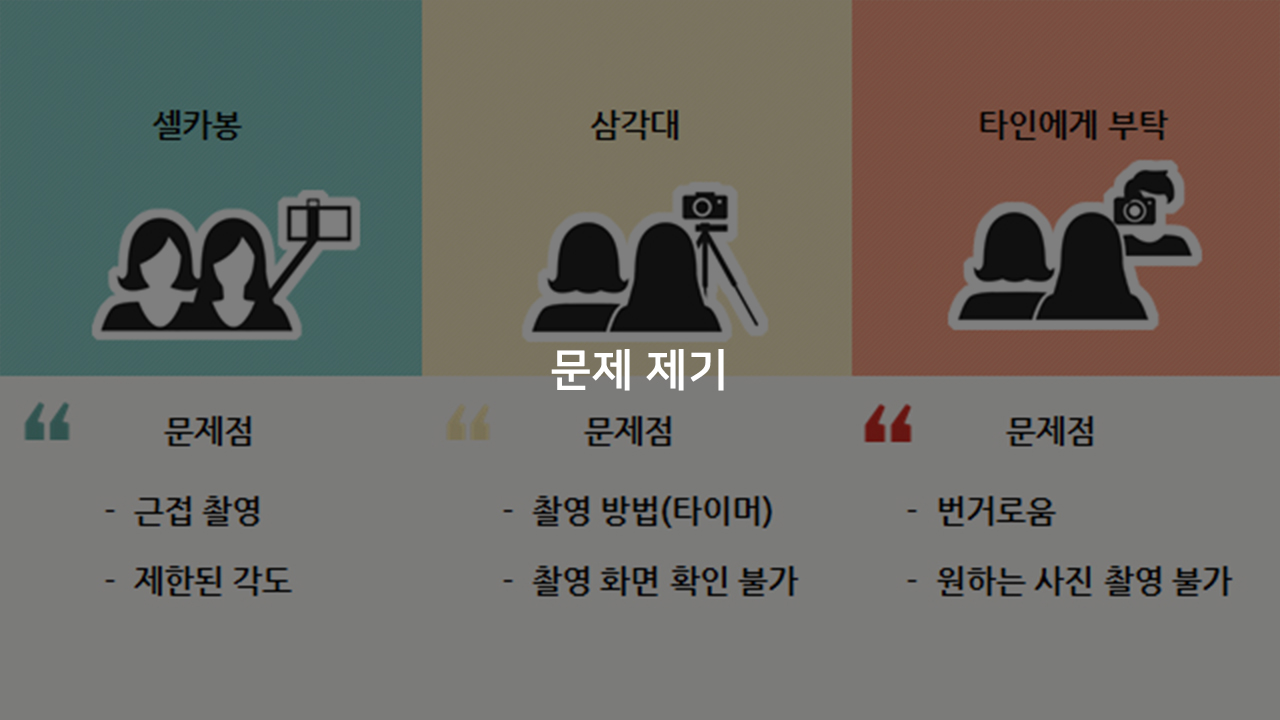 셀카봉
삼각대
타인에게 부탁
문제 제기
문제점
- 근접 촬영
- 제한된 각도
문제점
- 촬영 방법(타이머)
- 촬영 화면 확인 불가
문제점
- 번거로움
- 원하는 사진 촬영 불가